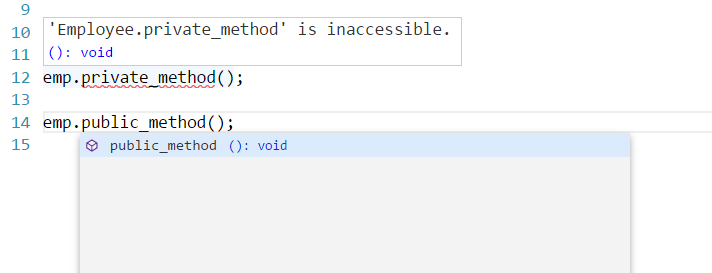 9
10 'Employee.private_method' is inaccessible.
11 (): void
12 emp.private_method();
13
14 emp.public_method();
15 public_method (): void